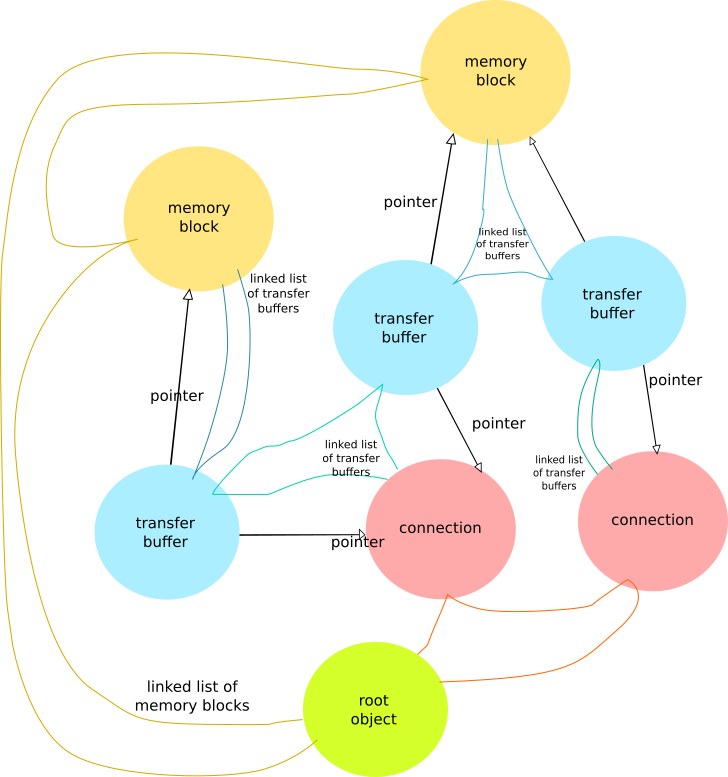 memory
block
memory
block
pointer
linked list
of transfer
buffers
linked list
of transfer
buffers
transfer
buffer
transfer
buffer
pointer
pointer
pointer
linked list
of transfer
buffers
linked list
of transfer
buffers
transfer
buffer
connection
connection
pointer
linked list of
memory blocks
root
object